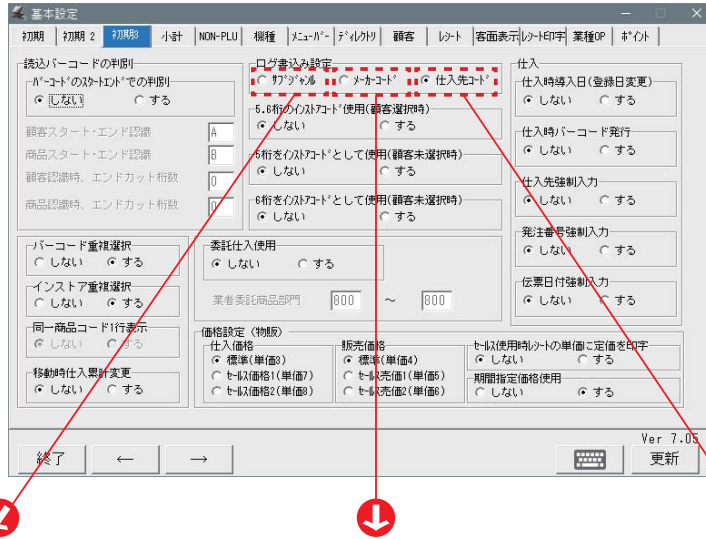 基本設定
初期 初期 2 初期3 小計 NON-PLU 機種 ﾒﾆｭｰﾊﾞｰ ﾃﾞｨﾚｸﾄﾘ 顧客 ﾚｼｰﾄ 客面表示 ﾚｼｰﾄ印字 業種OP ﾎﾟｲﾝﾄ
読込バーコードの判別
ﾊﾞｰｺｰﾄﾞのｽﾀｰﾄｴﾝﾄﾞでの判別
しない する
顧客スタート・エンド認識 A
商品スタート・エンド認識 B
顧客認識時、エンドカット桁数 0
商品認識時、エンドカット桁数 0
ログ書込み設定
ｻﾌﾞｼﾞｬﾝﾙ ﾒｰｶｰｺｰﾄﾞ 仕入先ｺｰﾄﾞ
5.6桁のｲﾝｽﾄｱｺｰﾄﾞ使用(顧客選択時)
しない する
5桁をｲﾝｽﾄｱｺｰﾄﾞとして使用(顧客未選択時)
しない する
6桁をｲﾝｽﾄｱｺｰﾄﾞとして使用(顧客未選択時)
しない する
仕入
仕入時導入日(登録日変更)
しない する
仕入時バーコード発行
しない する
仕入先強制入力
しない する
発注番号強制入力
しない する
伝票日付強制入力
しない する
バーコード重複選択
しない する
インストア重複選択
しない する
同一商品コード1行表示
しない する
移動時仕入累計変更
しない する
委託仕入使用
しない する
業者委託商品部門 800 ～ 800
価格設定（物販）
仕入価格
標準(単価3)
ｾｰﾙｽ価格1(単価7)
ｾｰﾙｽ価格2(単価8)
販売価格
標準(単価4)
ｾｰﾙｽ売価1(単価5)
ｾｰﾙｽ売価2(単価6)
ｾｰﾙｽ使用時ﾚｼｰﾄの単価に定価を印字
しない する
期間指定価格使用
しない する
Ver 7.05
終了 ← → 更新